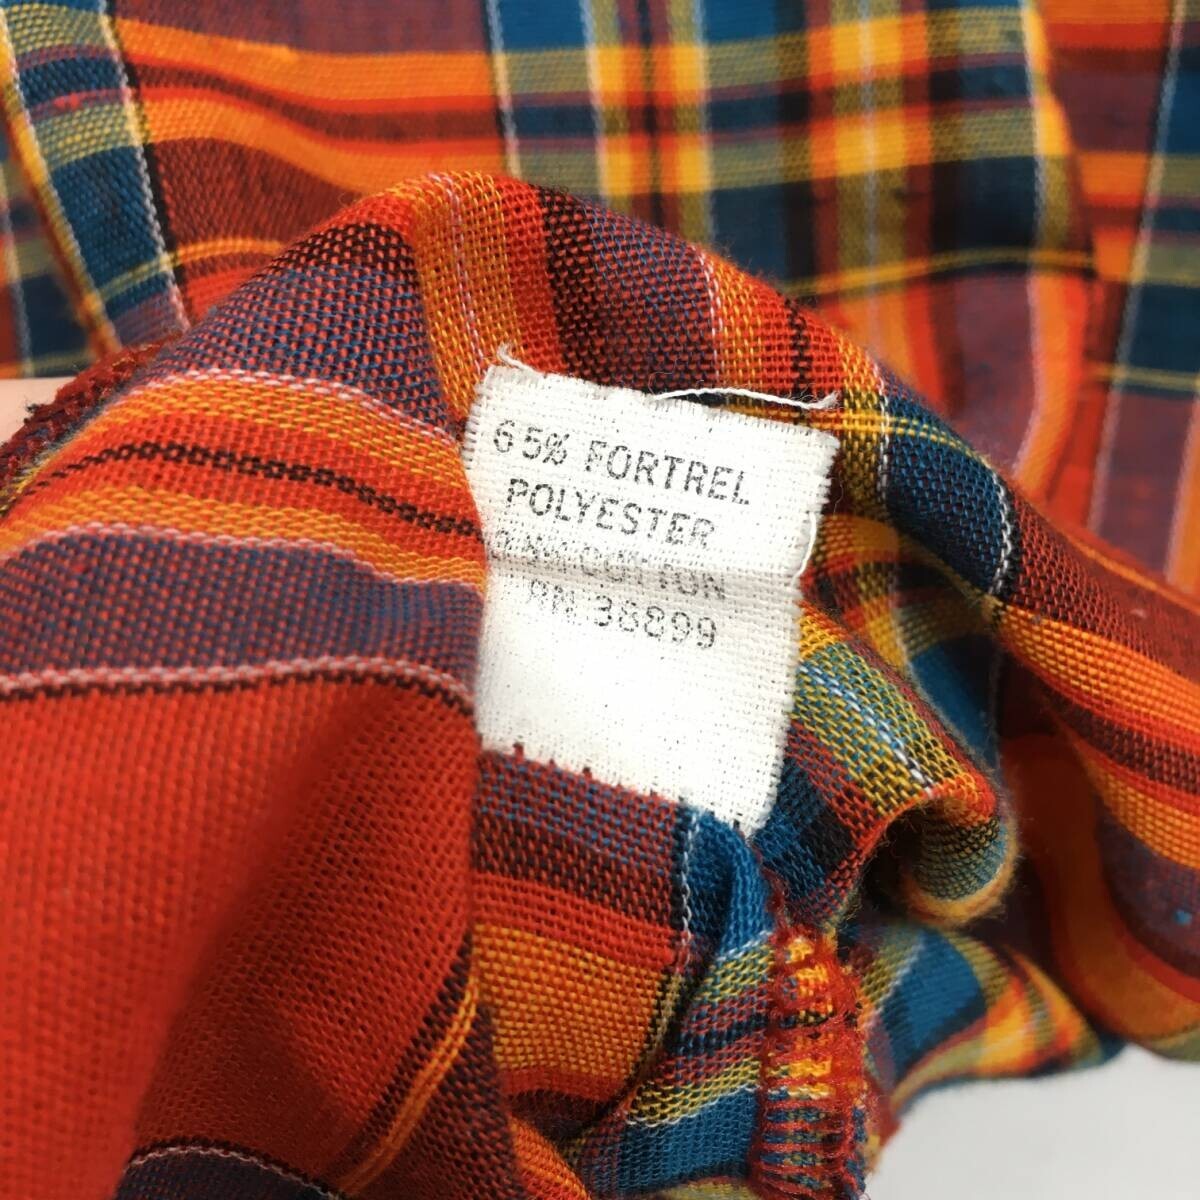 65% FORTREL
POLYESTER
COTTON
RN 38899